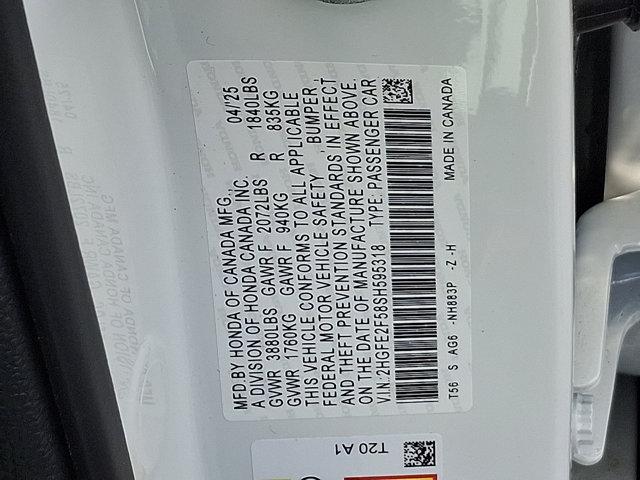 MFD. BY HONDA OF CANADA MFG., 04/'25
A DIVISION OF HONDA CANADA INC.
GVWR 3880LBS GAWR F 2072LBS R 1840LBS
GVWR 1760KG GAWR F 940KG R 835KG
THIS VEHICLE CONFORMS TO ALL APPLICABLE
FEDERAL MOTOR VEHICLE SAFETY, BUMPER,
AND THEFT PREVENTION STANDARDS IN EFFECT
ON THE DATE OF MANUFACTURE SHOWN ABOVE.
V.I.N. 2HGFE2F58SH595318 TYPE: PASSENGER CAR
T56 S AG6 -NH883P -Z -H MADE IN CANADA
T20 A1